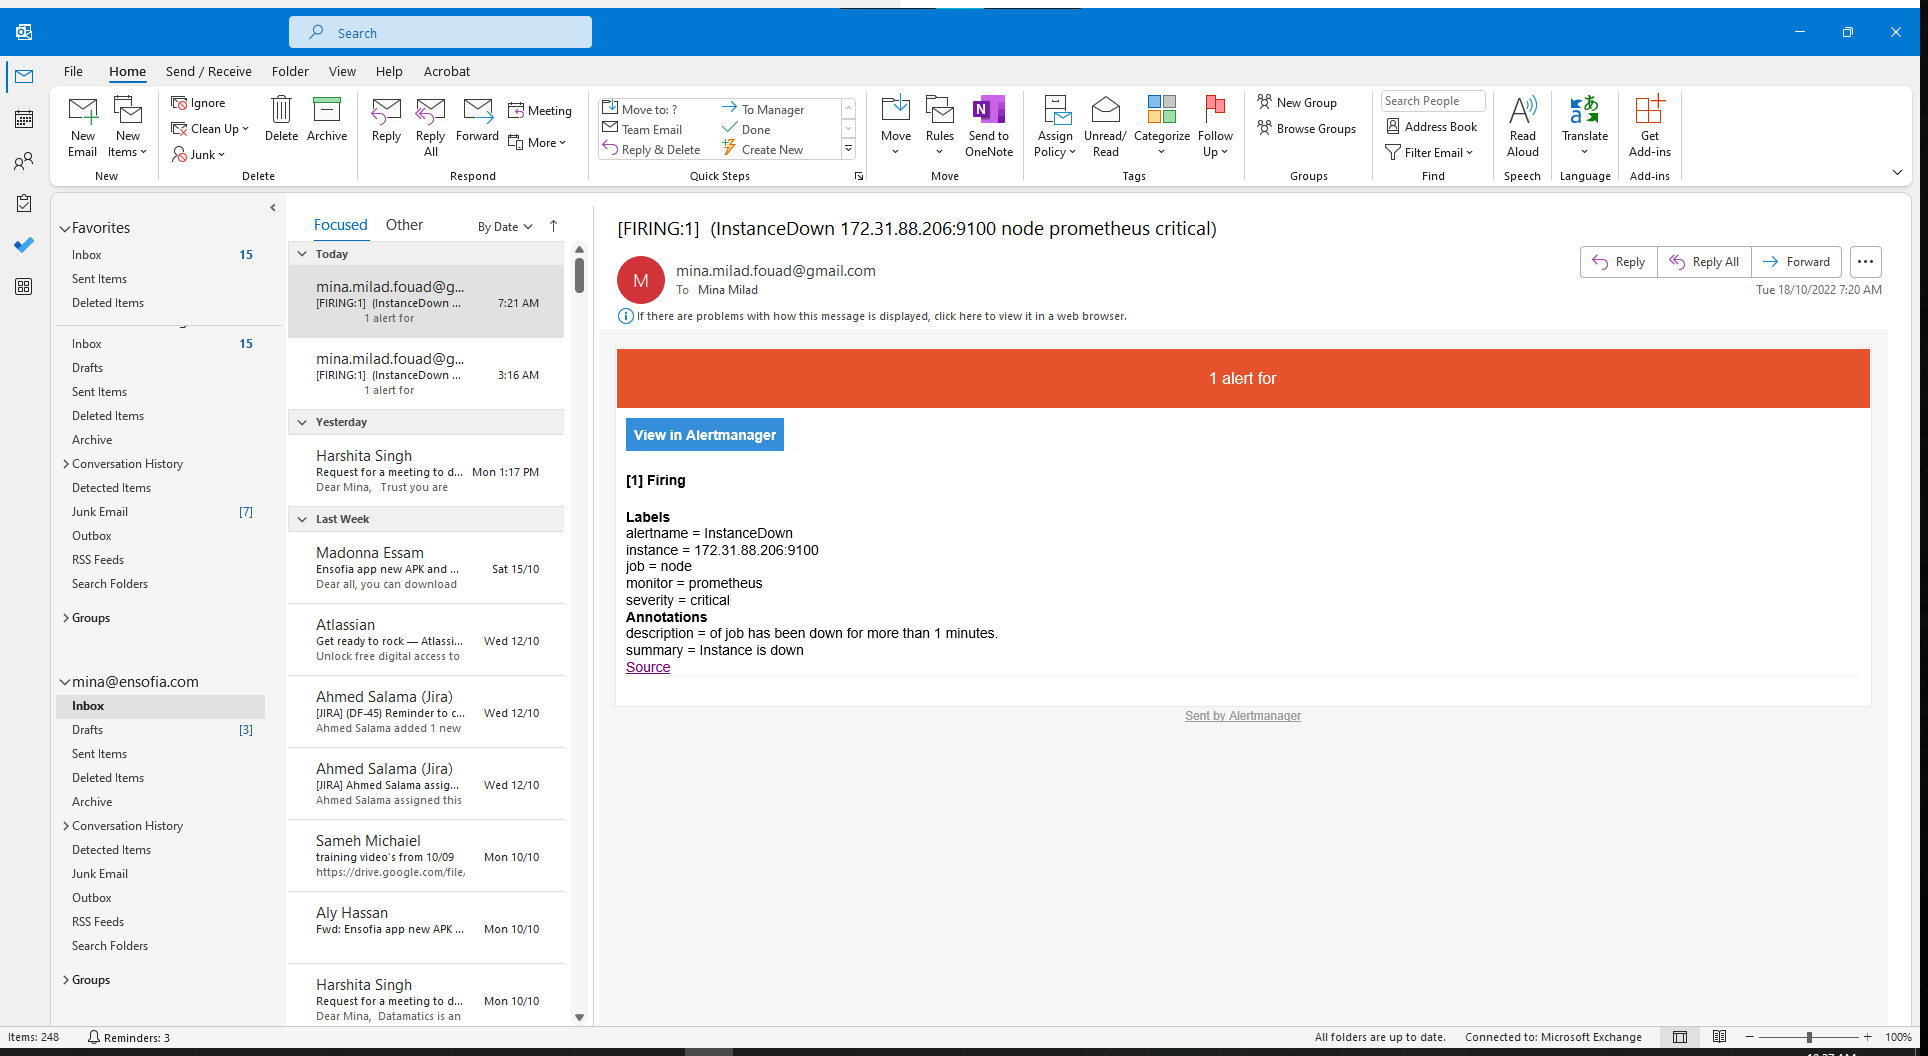 Search
File Home Send / Receive Folder View Help Acrobat
New Email
New Items
Ignore
Clean Up
Junk
Delete
Archive
Reply
Reply All
Forward
Meeting
More
Move to: ?
Team Email
Reply & Delete
To Manager
Done
Create New
Move
Rules
Send to OneNote
Assign Policy
Unread/ Read
Categorize
Follow Up
New Group
Browse Groups
Search People
Address Book
Filter Email
Read Aloud
Translate
Get Add-ins
New
Delete
Respond
Quick Steps
Move
Tags
Groups
Find
Speech
Language
Add-ins
Favorites
Inbox 15
Sent Items
Deleted Items
Inbox 15
Drafts
Sent Items
Deleted Items
Archive
Conversation History
Detected Items
Junk Email [7]
Outbox
RSS Feeds
Search Folders
Groups
mina@ensofia.com
Inbox
Drafts [3]
Sent Items
Deleted Items
Archive
Conversation History
Detected Items
Junk Email
Outbox
RSS Feeds
Search Folders
Groups
Focused Other By Date
Today
mina.milad.fouad@g...
[FIRING:1] (InstanceDown ... 7:21 AM
1 alert for
mina.milad.fouad@g...
[FIRING:1] (InstanceDown ... 3:16 AM
1 alert for
Yesterday
Harshita Singh
Request for a meeting to d... Mon 1:17 PM
Dear Mina, Trust you are
Last Week
Madonna Essam
Ensofia app new APK and ... Sat 15/10
Dear all, you can download
Atlassian
Get ready to rock — Atlassi... Wed 12/10
Unlock free digital access to
Ahmed Salama (Jira)
[JIRA] (DF-45) Reminder to c... Wed 12/10
Ahmed Salama added 1 new
Ahmed Salama (Jira)
[JIRA] Ahmed Salama assig... Wed 12/10
Ahmed Salama assigned this
Sameh Michaiel
training video's from 10/09 Mon 10/10
https://drive.google.com/file/
Aly Hassan
Fwd: Ensofia app new APK ... Mon 10/10
Harshita Singh
Request for a meeting to d... Mon 10/10
Dear Mina, Datamatics is an
[FIRING:1] (InstanceDown 172.31.88.206:9100 node prometheus critical)
M
mina.milad.fouad@gmail.com
To Mina Milad
Reply Reply All Forward
Tue 18/10/2022 7:20 AM
If there are problems with how this message is displayed, click here to view it in a web browser.
1 alert for
View in Alertmanager
[1] Firing
Labels
alertname = InstanceDown
instance = 172.31.88.206:9100
job = node
monitor = prometheus
severity = critical
Annotations
description = of job has been down for more than 1 minutes.
summary = Instance is down
Source
Sent by Alertmanager
Items: 248 Reminders: 3 All folders are up to date. Connected to: Microsoft Exchange 100%